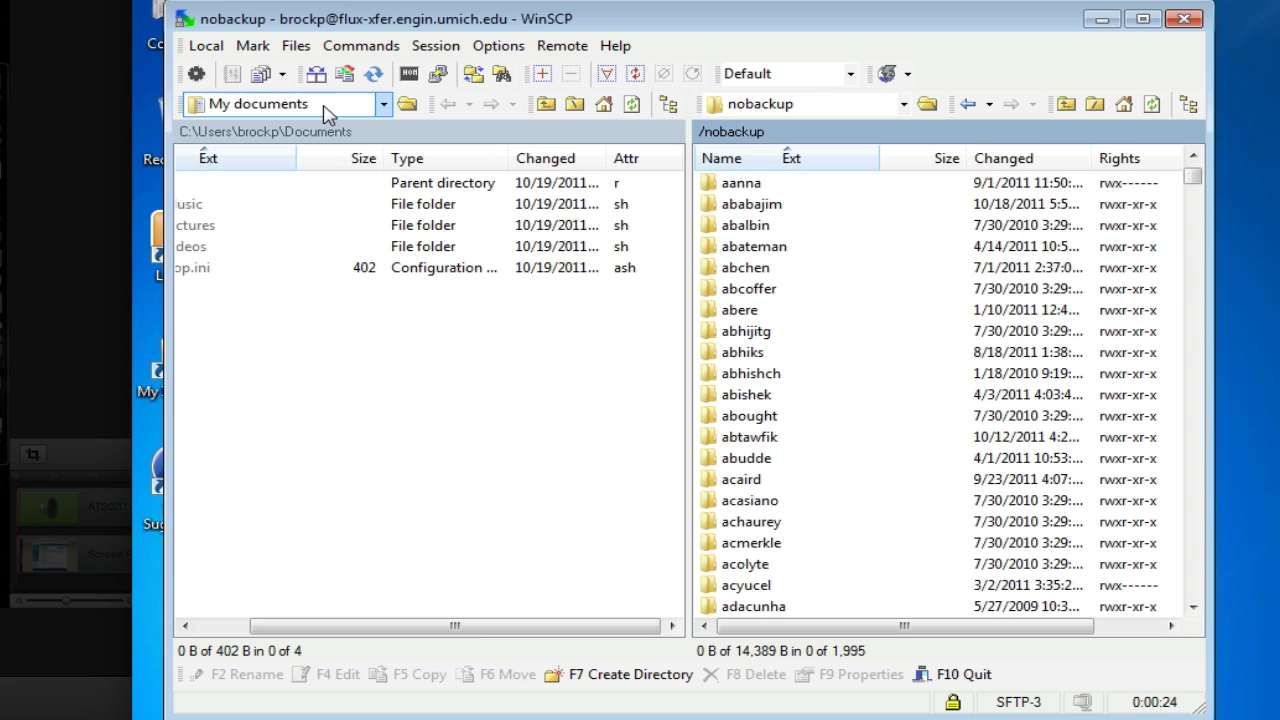 nobackup - brockp@flux-xfer.engin.umich.edu - WinSCP
Local Mark Files Commands Session Options Remote Help
Default
My documents
nobackup
C:\Users\brockp\Documents
/nobackup
Ext Size Type Changed Attr
Name Ext Size Changed Rights
Parent directory 10/19/2011... r
usic File folder 10/19/2011... sh
ctures File folder 10/19/2011... sh
deos File folder 10/19/2011... sh
op.ini 402 Configuration ... 10/19/2011... ash
aanna 9/1/2011 11:50:... rwx------
ababajim 10/18/2011 5:5... rwxr-xr-x
abalbin 7/30/2010 3:29:... rwxr-xr-x
abateman 4/14/2011 10:5... rwxr-xr-x
abchen 7/1/2011 2:37:0... rwxr-xr-x
abcoffer 7/30/2010 3:29:... rwxr-xr-x
abere 1/10/2011 12:4... rwxr-xr-x
abhijitg 7/30/2010 3:29:... rwxr-xr-x
abhiks 8/18/2011 1:38:... rwxr-xr-x
abhishch 1/18/2010 9:19:... rwxr-xr-x
abishek 4/3/2011 4:03:4... rwxr-xr-x
abought 7/30/2010 3:29:... rwxr-xr-x
abtawfik 10/12/2011 4:2... rwxr-xr-x
abudde 4/1/2011 10:53:... rwxr-xr-x
acaird 9/23/2011 4:07:... rwxr-xr-x
acasiano 7/30/2010 3:29:... rwxr-xr-x
achaurey 7/30/2010 3:29:... rwxr-xr-x
acmerkle 7/30/2010 3:29:... rwxr-xr-x
acolyte 7/30/2010 3:29:... rwxr-xr-x
acyucel 3/2/2011 3:35:2... rwx------
adacunha 5/27/2009 10:3... rwxr-xr-x
0 B of 402 B in 0 of 4
0 B of 14,389 B in 0 of 1,995
F2 Rename F4 Edit F5 Copy F6 Move F7 Create Directory F8 Delete F9 Properties F10 Quit
SFTP-3 0:00:24
Co
Rec
L
My
Sug
Screen